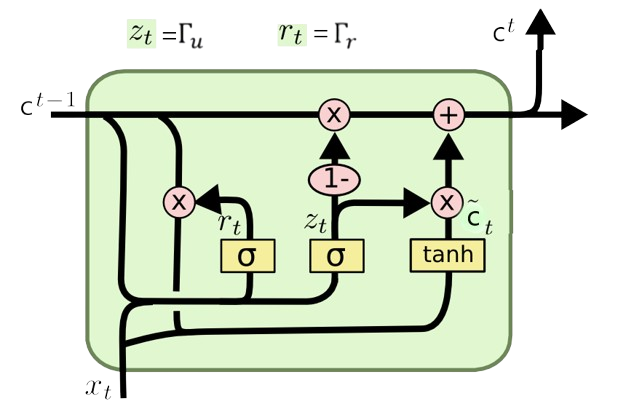 z_t =Γ_u r_t = Γ_r
c^t
c^{t-1} x +
1-
x r_t z_t x c̃_t
σ σ tanh
x_t